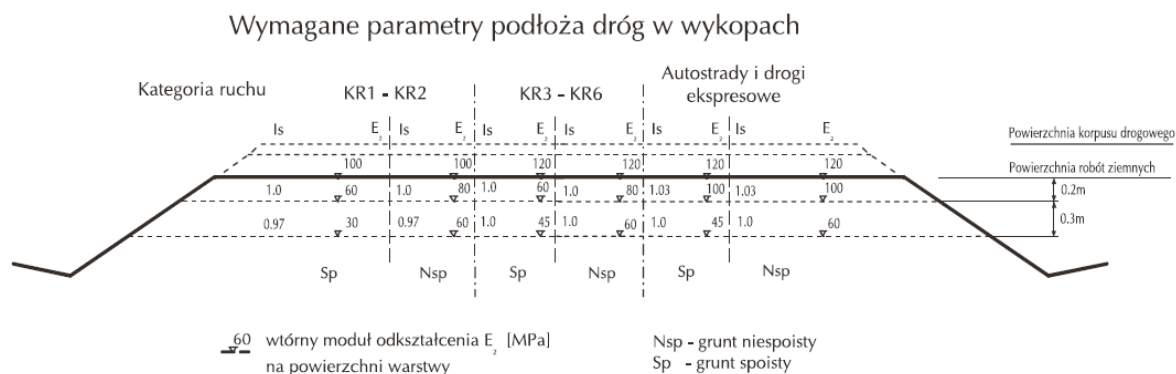 Wymagane parametry podłoża dróg w wykopach
Kategoria ruchu KR1 - KR2 KR3 - KR6 Autostrady i drogi ekspresowe
Is E₂ Is E₂ Is E₂ Is E₂ Is E₂ Is E₂
Powierzchnia korpusu drogowego
100 100 120 120 120 120
Powierzchnia robót ziemnych
1.0 60 1.0 80 1.0 60 1.0 80 1.03 100 1.03 100
0.2m
0.97 30 0.97 60 1.0 45 1.0 60 1.0 45 1.0 60
0.3m
Sp Nsp Sp Nsp Sp Nsp
60 wtórny moduł odkształcenia E₂ [MPa]
na powierzchni warstwy
Nsp - grunt niespoisty
Sp - grunt spoisty